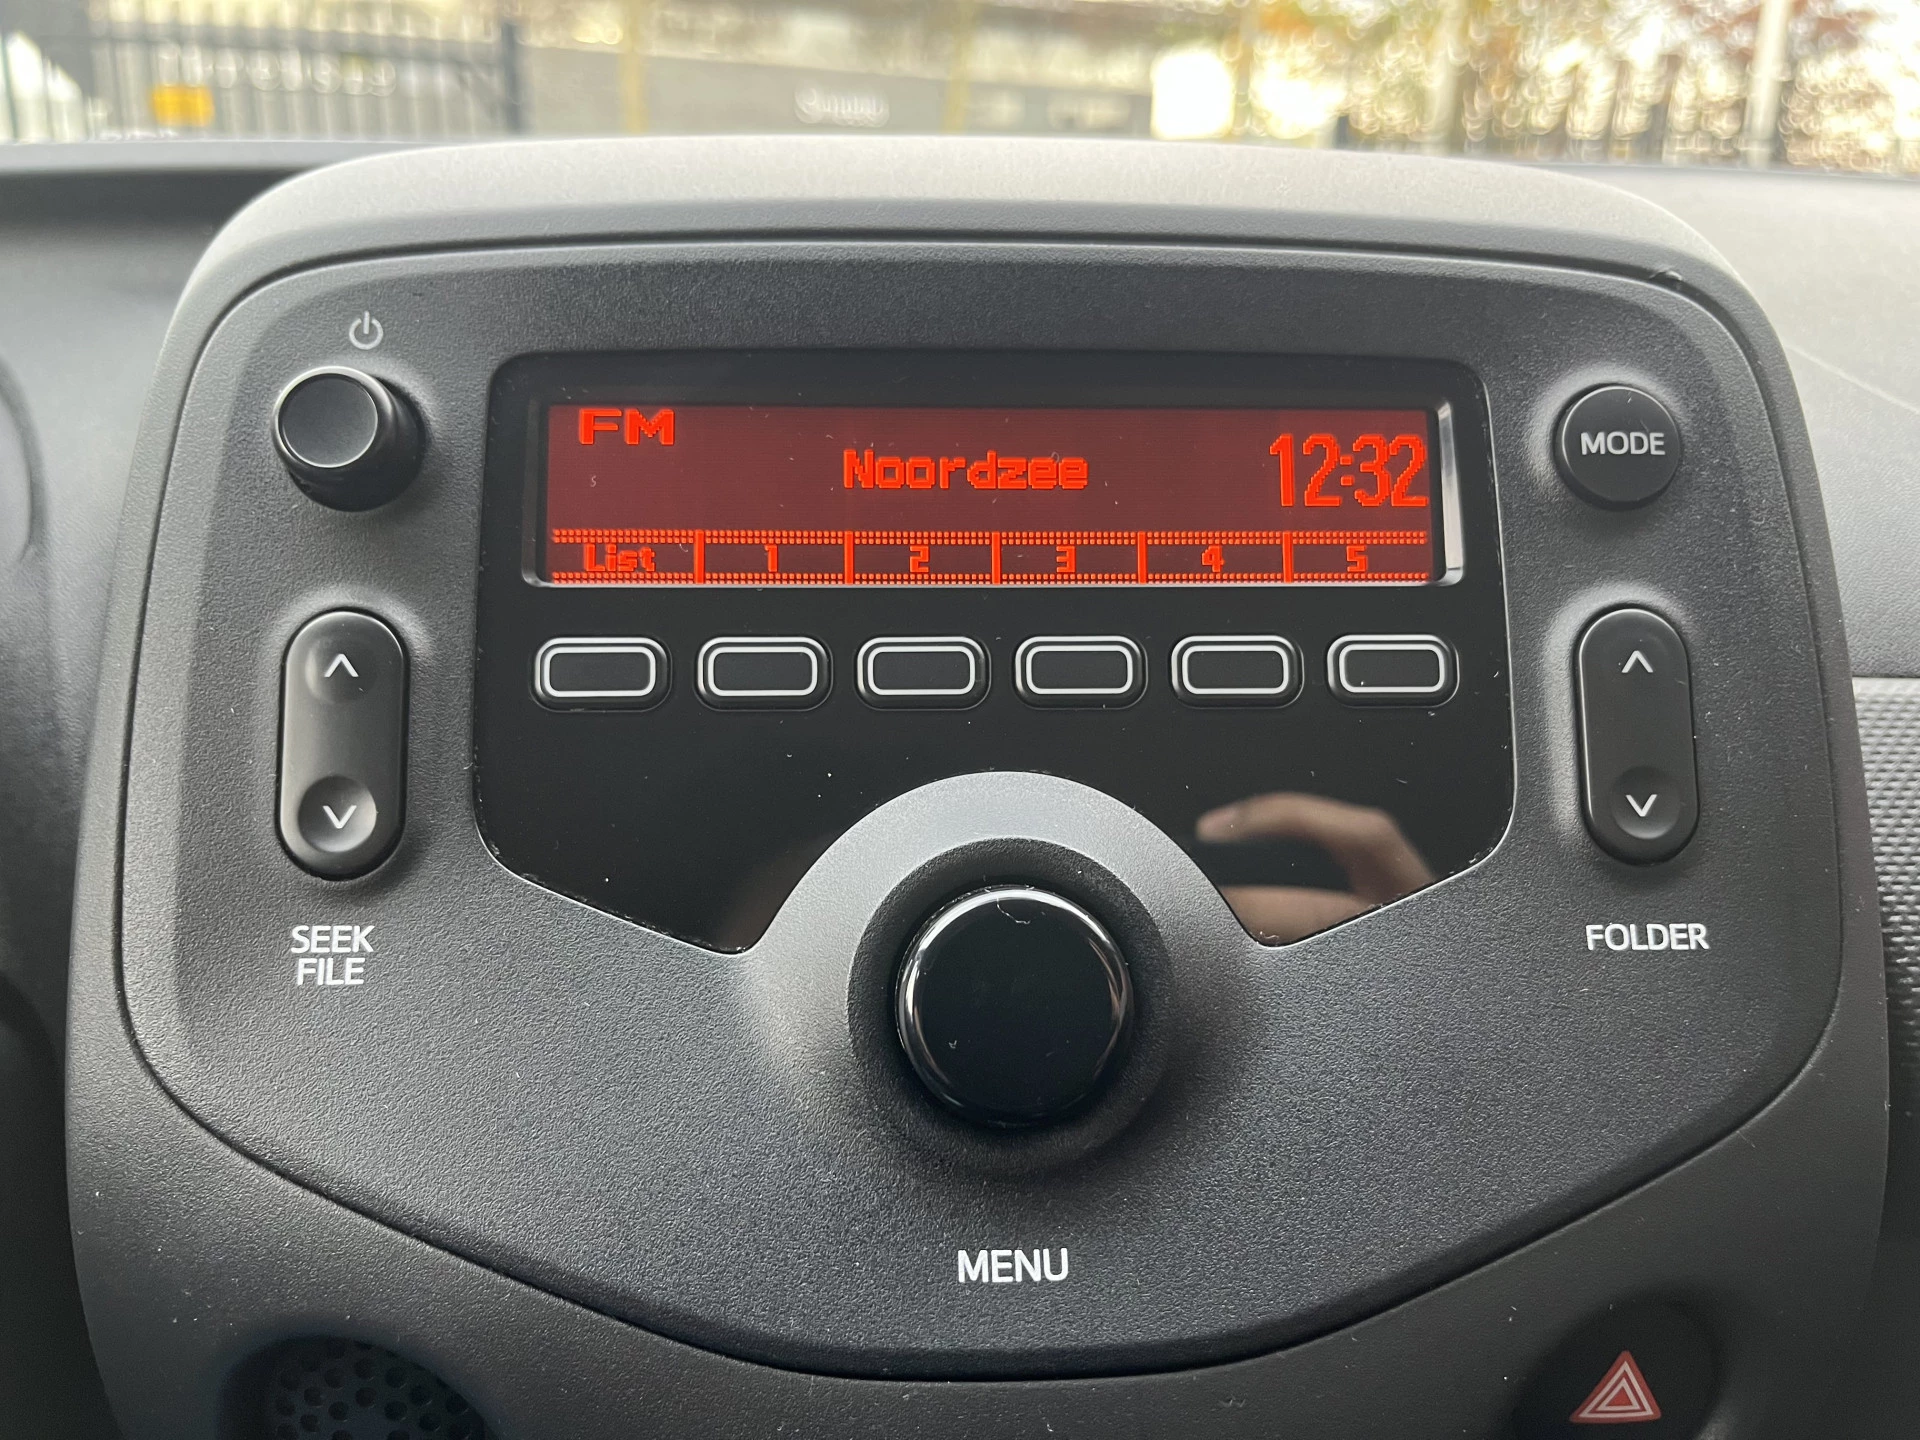 FM
Noordzee
12:32
List 1 2 3 4 5
MODE
SEEK
FILE
FOLDER
MENU